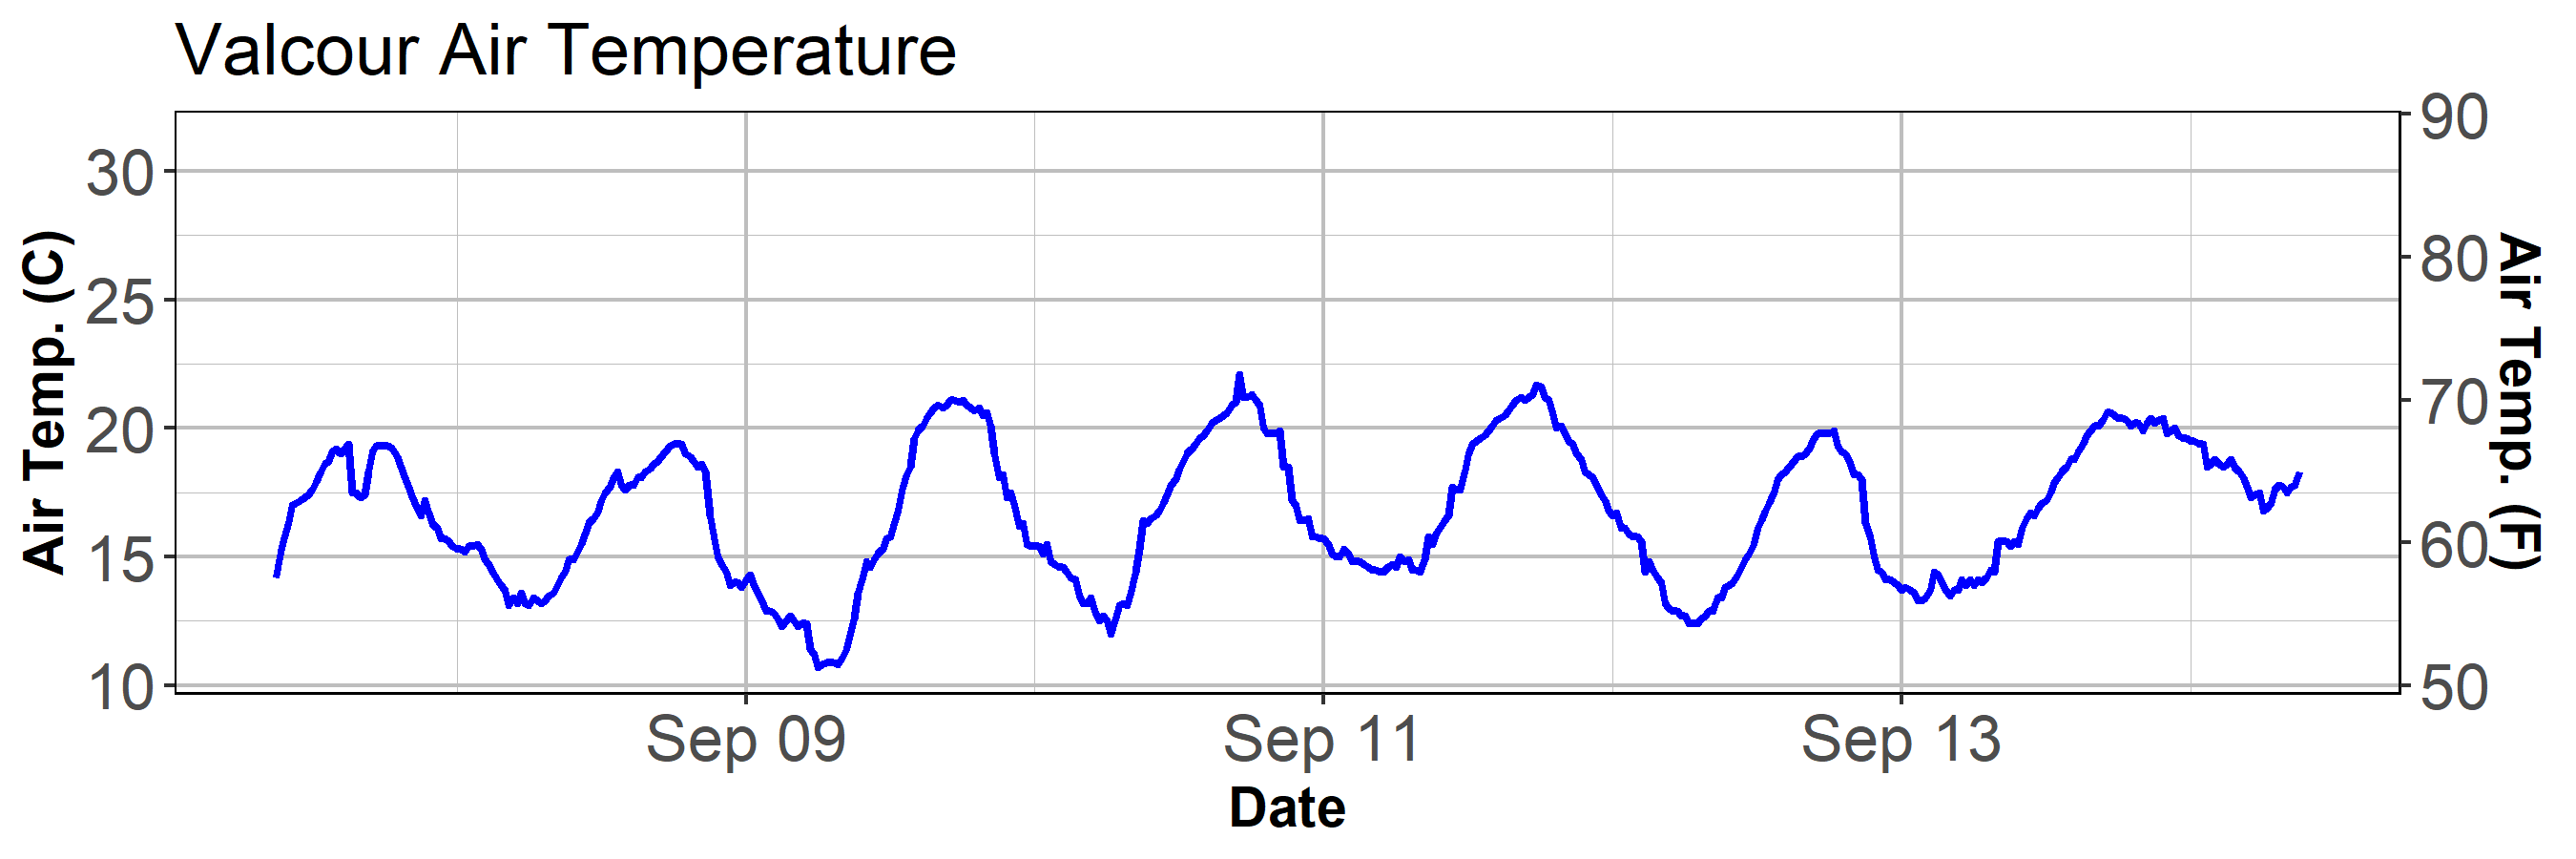 Valcour Air Temperature
Air Temp. (C)
30
25
20
15
10
90
80
70
60
50
Air Temp. (F)
Sep 09
Sep 11
Sep 13
Date